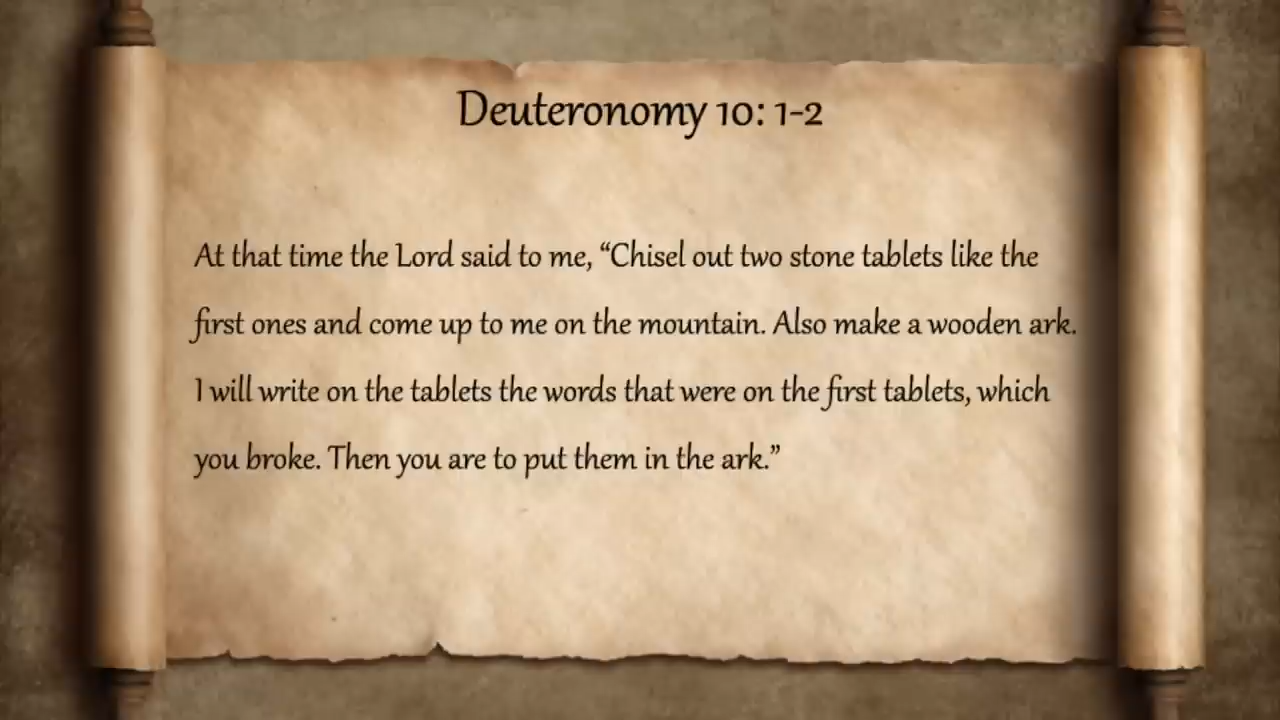 Deuteronomy 10: 1-2
At that time the Lord said to me, “Chisel out two stone tablets like the
first ones and come up to me on the mountain. Also make a wooden ark.
I will write on the tablets the words that were on the first tablets, which
you broke. Then you are to put them in the ark.”